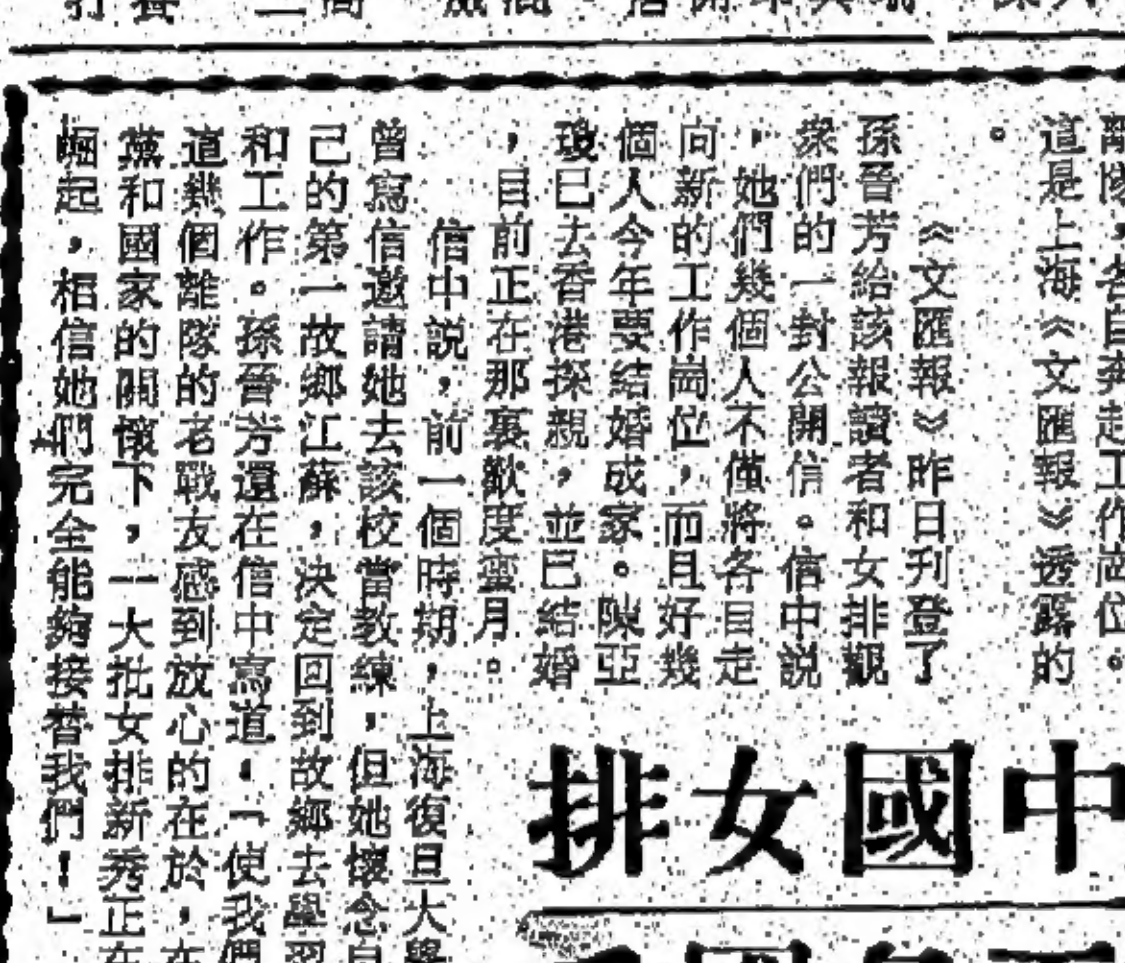 離隊，各自奔走工作崗位。
這是上海《文匯報》透露的
。
《文匯報》昨日刊登了
孫晉芳給該報讀者和女排觀
衆們的一封公開信。信中説
，她們幾個人不僅將各自走
向新的工作崗位，而且好幾
個人今年要結婚成家。陳亞
瓊已去香港探親，並已結婚
，目前正在那裏歡度蜜月。
信中説，前一個時期，上海復旦大學
曾寫信邀請她去該校當教練，但她懷念自
己的第一故鄉江蘇，決定回到故鄉去學習
和工作。孫晉芳還在信中寫道：「使我們
道幾個離隊的老戰友感到放心的在於，在
黨和國家的關懷下，一大批女排新秀正在
崛起，相信她們完全能夠接替我們！」
中國女排